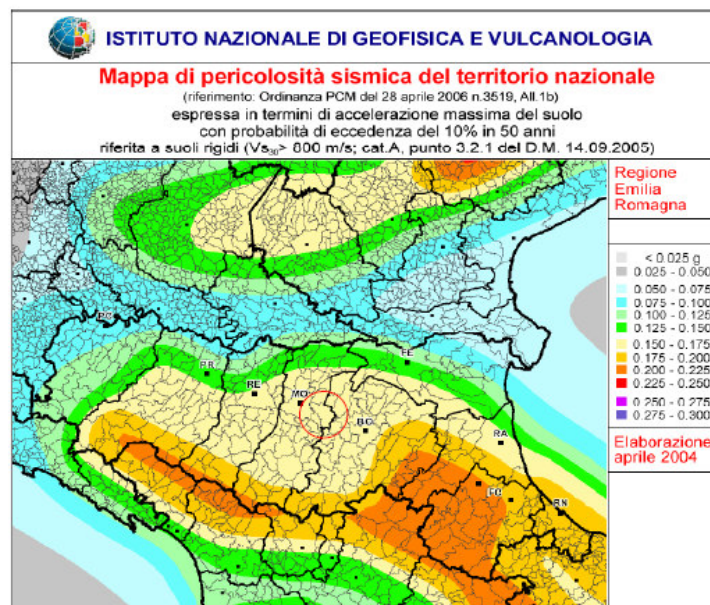 ISTITUTO NAZIONALE DI GEOFISICA E VULCANOLOGIA
Mappa di pericolosità sismica del territorio nazionale
(riferimento: Ordinanza PCM del 28 aprile 2006 n.3519, All.1b)
espressa in termini di accelerazione massima del suolo
con probabilità di eccedenza del 10% in 50 anni
riferita a suoli rigidi (Vs30> 800 m/s; cat.A, punto 3.2.1 del D.M. 14.09.2005)
Regione
Emilia
Romagna
< 0.025 g
0.025 - 0.050
0.050 - 0.075
0.075 - 0.100
0.100 - 0.125
0.125 - 0.150
0.150 - 0.175
0.175 - 0.200
0.200 - 0.225
0.225 - 0.250
0.250 - 0.275
0.275 - 0.300
Elaborazione
aprile 2004
PC
PR
RE
MO
FE
BO
RA
FO
RN